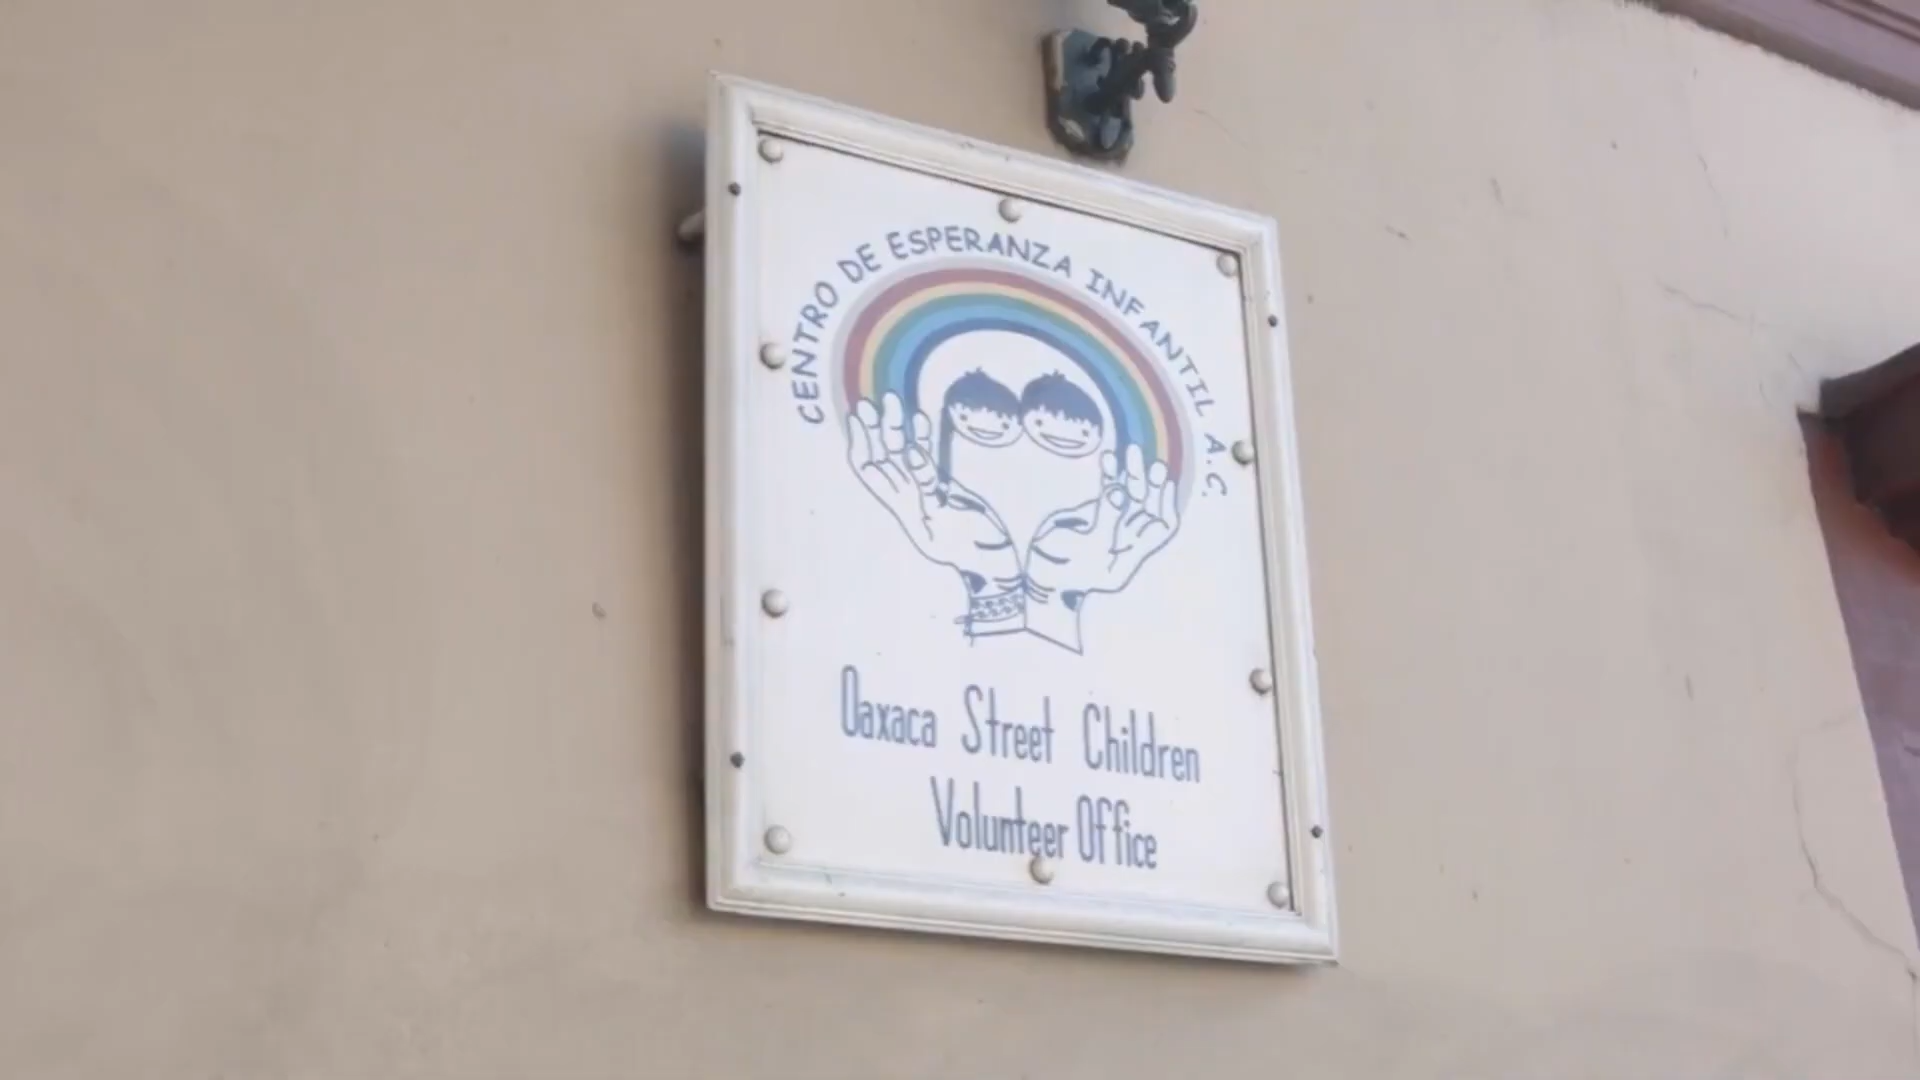 CENTRO DE ESPERANZA INFANTIL A.C.
Oaxaca Street Children
Volunteer Office